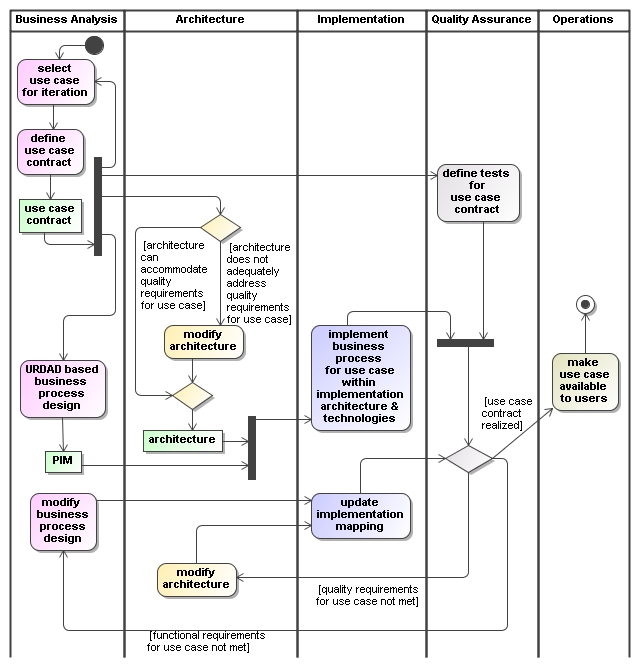 Business Analysis
Architecture
Implementation
Quality Assurance
Operations
select
use case
for iteration
define
use case
contract
use case
contract
define tests
for
use case
contract
[architecture
can
accommodate
quality
requirements
for use case]
[architecture
does not
adequately
address
quality
requirements
for use case]
modify
architecture
implement
business
process
for use case
within
implementation
architecture &
technologies
make
use case
available
to users
URDAD based
business
process
design
[use case
contract
realized]
architecture
PIM
modify
business
process
design
update
implementation
mapping
modify
architecture
[quality requirements
for use case not met]
[functional requirements
for use case not met]